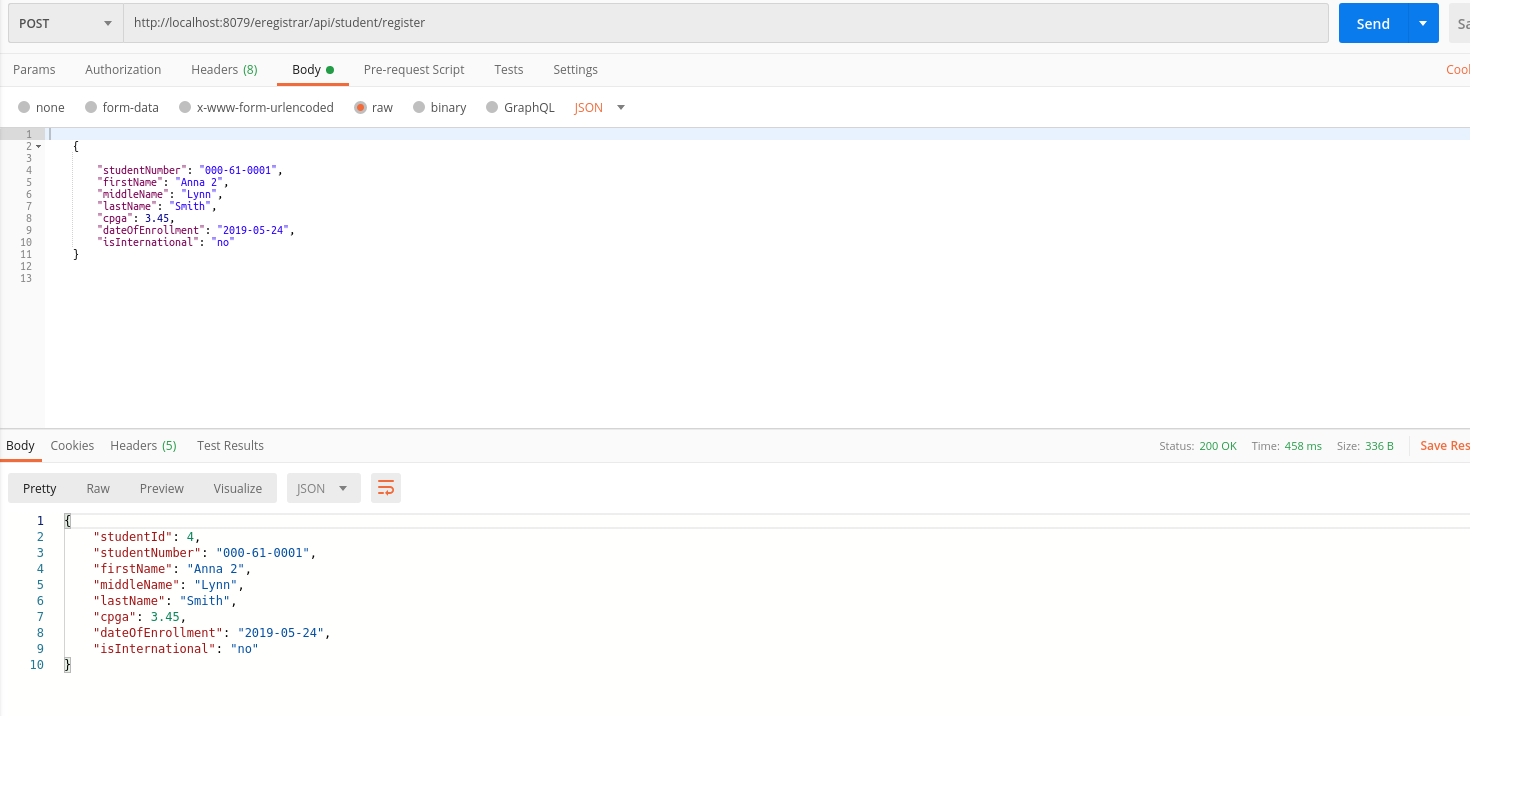 POST http://localhost:8079/eregistrar/api/student/register Send Sa
Params Authorization Headers (8) Body Pre-request Script Tests Settings Cool
none form-data x-www-form-urlencoded raw binary GraphQL JSON
1
2 {
3
4 "studentNumber": "000-61-0001",
5 "firstName": "Anna 2",
6 "middleName": "Lynn",
7 "lastName": "Smith",
8 "cpga": 3.45,
9 "dateOfEnrollment": "2019-05-24",
10 "isInternational": "no"
11 }
12
13
Body Cookies Headers (5) Test Results Status: 200 OK Time: 458 ms Size: 336 B Save Res
Pretty Raw Preview Visualize JSON
1 {
2 "studentId": 4,
3 "studentNumber": "000-61-0001",
4 "firstName": "Anna 2",
5 "middleName": "Lynn",
6 "lastName": "Smith",
7 "cpga": 3.45,
8 "dateOfEnrollment": "2019-05-24",
9 "isInternational": "no"
10 }